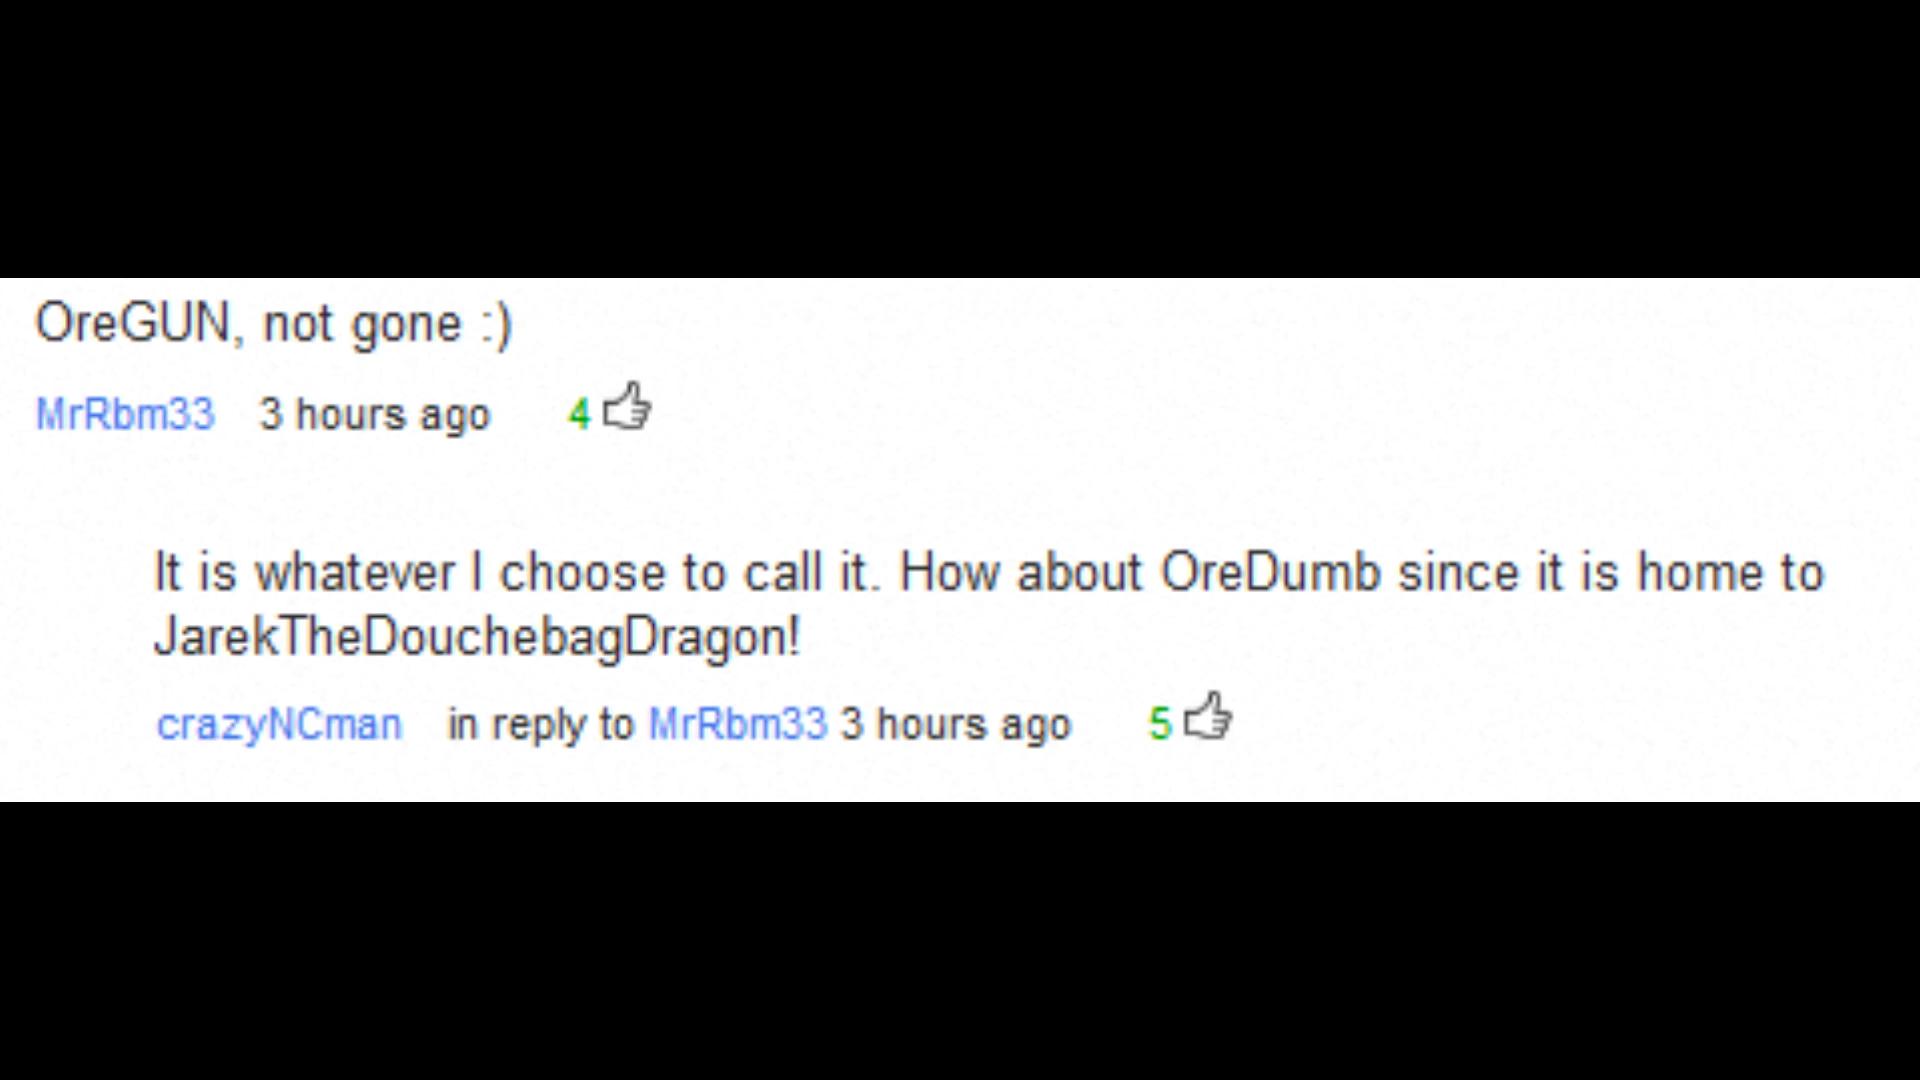 OreGUN, not gone :)
MrRbm33 3 hours ago 4
It is whatever I choose to call it. How about OreDumb since it is home to
JarekTheDouchebagDragon!
crazyNCman in reply to MrRbm33 3 hours ago 5